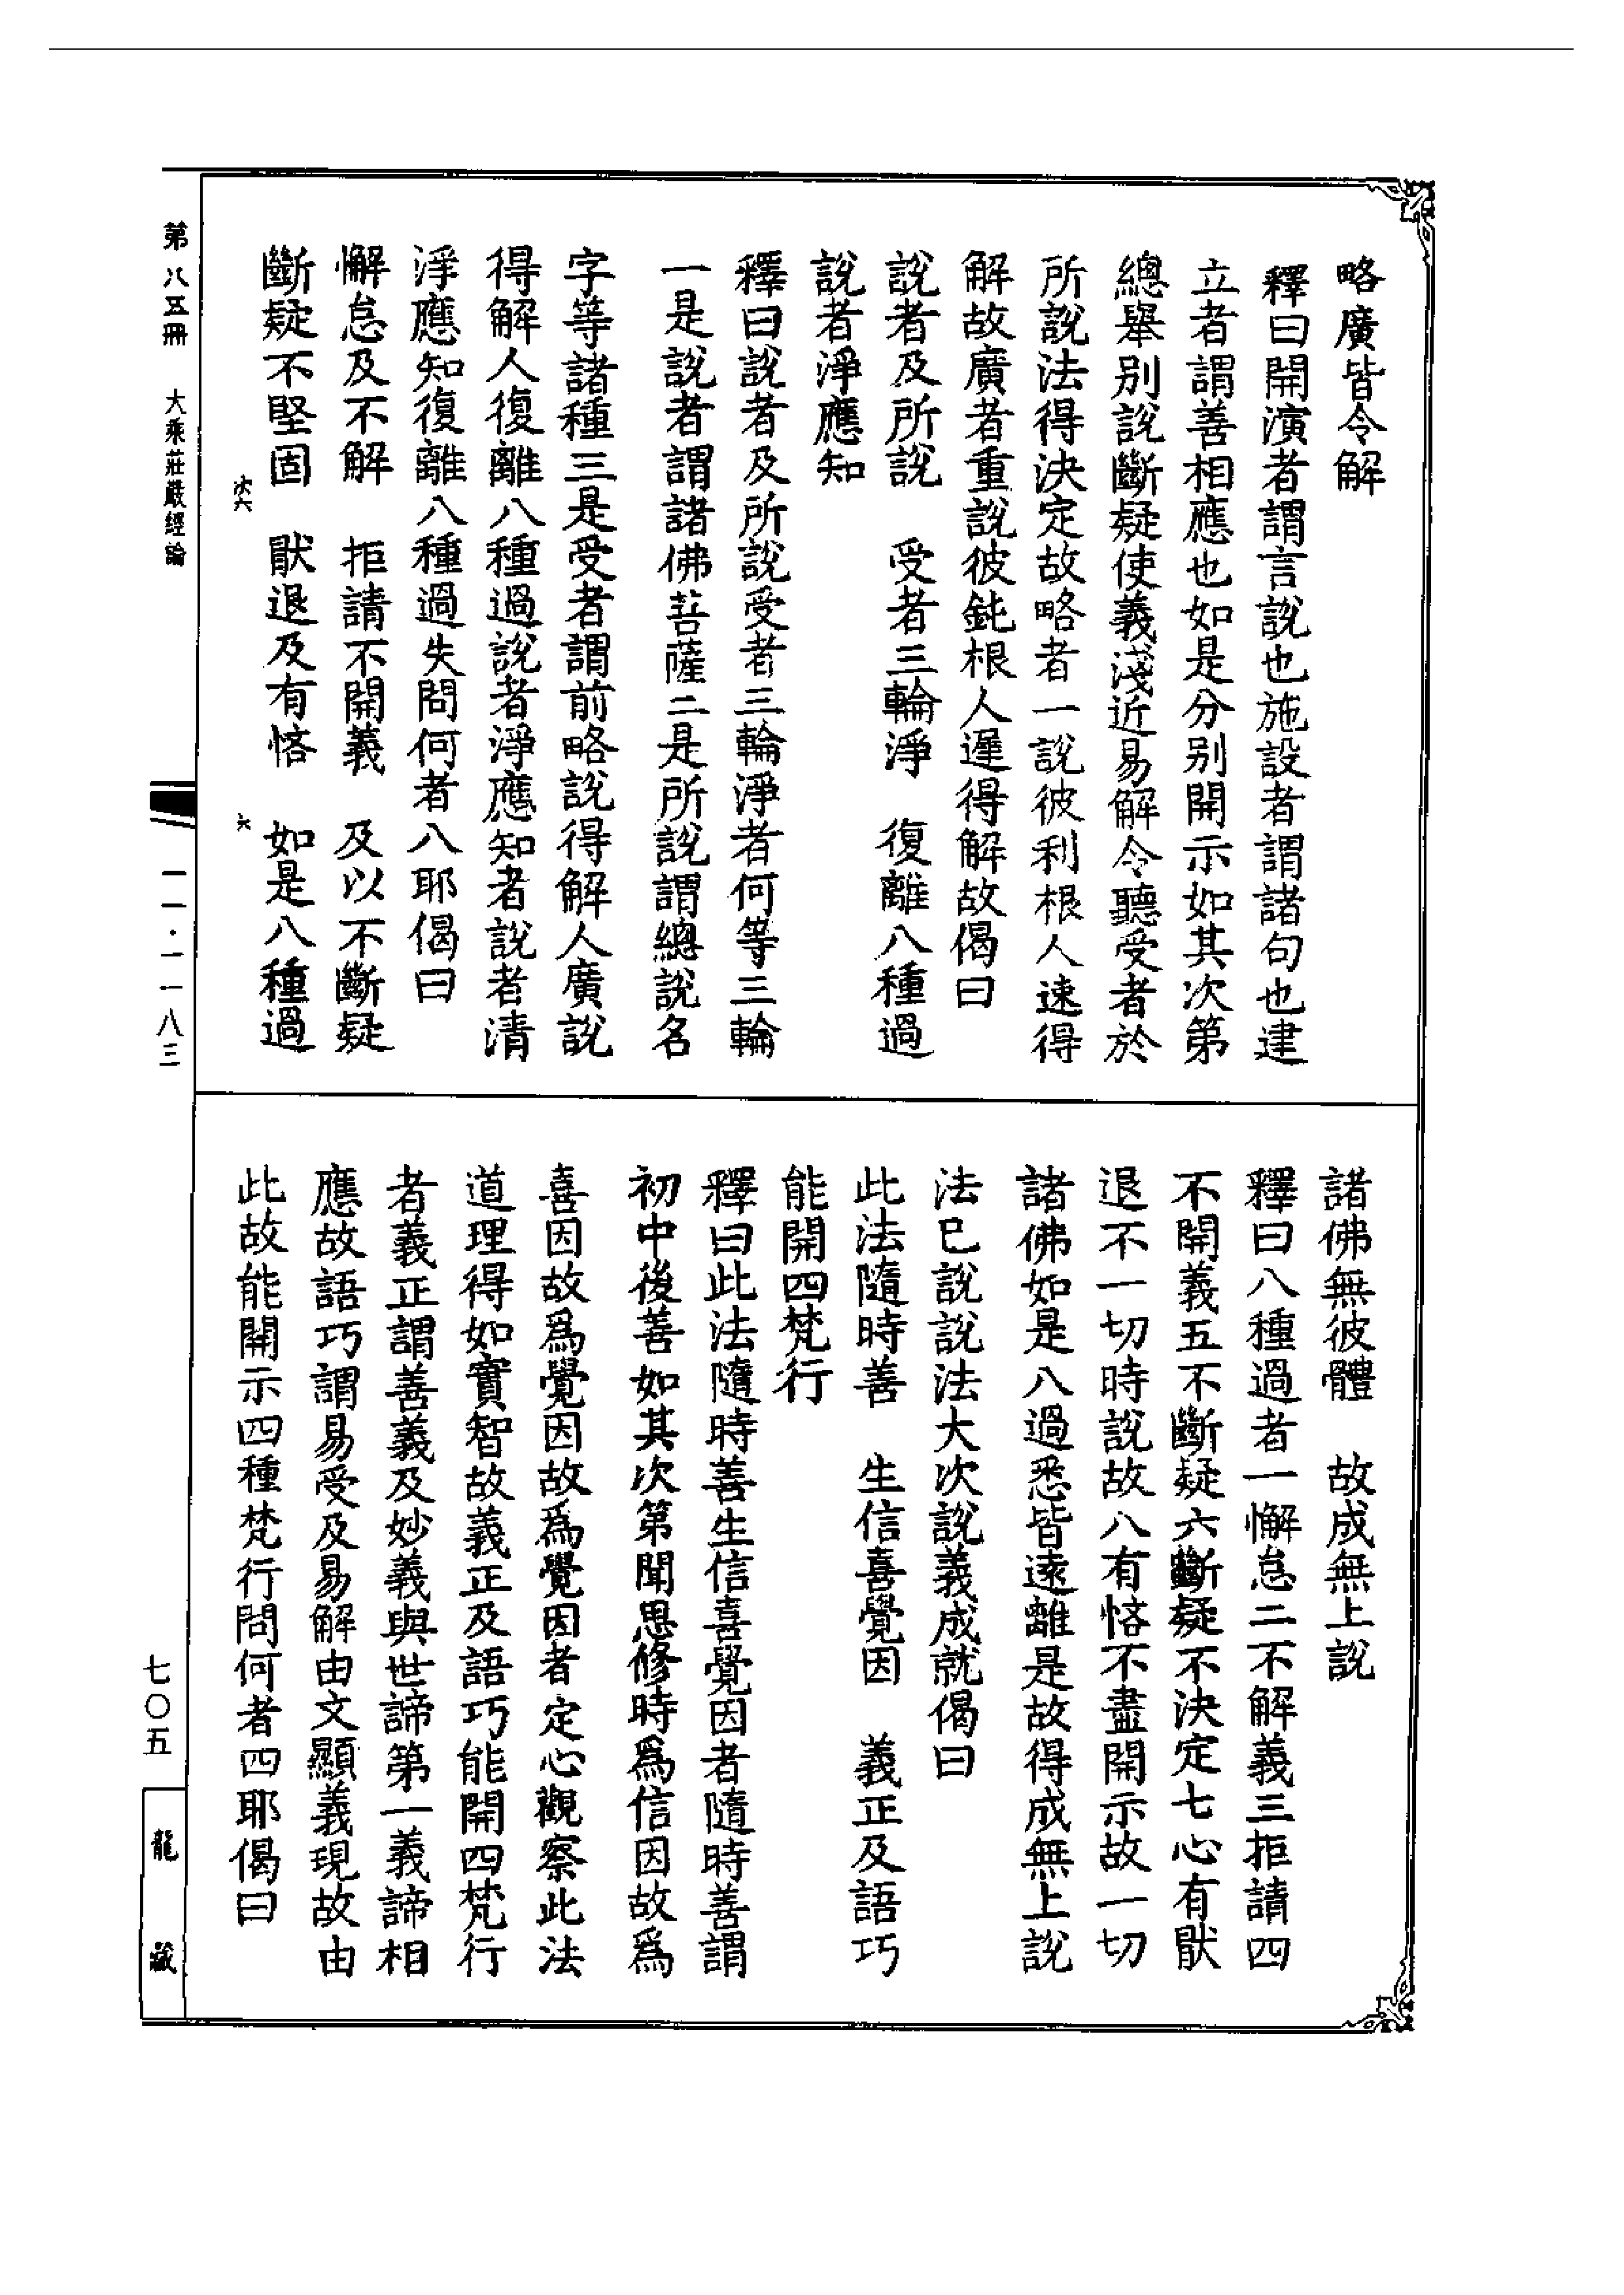 略廣皆令解
釋曰開演者謂言說也施設者謂諸句也建
立者謂善相應也如是分別開示如其次第
總舉別說斷疑使義淺近易解令聽受者於
所說法得決定故略者一說彼利根人速得
解故廣者重說彼鈍根人遲得解故偈曰
說者及所說　受者三輪淨　復離八種過
說者淨應知
釋曰說者及所說受者三輪淨者何等三輪
一是說者謂諸佛菩薩二是所說謂總說名
字等諸種三是受者謂前略說得解人廣說
得解人復離八種過說者淨應知者說者清
淨應知復離八種過失問何者八耶偈曰
懈怠及不解　拒請不開義　及以不斷疑
斷疑不堅固　猒退及有悋　如是八種過
諸佛無彼體　故成無上說
釋曰八種過者一懈怠二不解義三拒請四
不開義五不斷疑六斷疑不決定七心有猒
退不一切時說故八有悋不盡開示故一切
諸佛如是八過悉皆遠離是故得成無上說
法已說說法大次說義成就偈曰
此法隨時善　生信喜覺因　義正及語巧
能開四梵行
釋曰此法隨時善生信喜覺因者隨時善謂
初中後善如其次第聞思修時爲信因故爲
喜因故爲覺因故爲覺因者定心觀察此法
道理得如實智故義正及語巧能開四梵行
者義正謂善義及妙義與世諦第一義諦相
應故語巧謂易受及易解由文顯義現故由
此故能開示四種梵行問何者四耶偈曰
第八五冊　大乘莊嚴經論
六
一一·一一八三
七〇五
龍藏